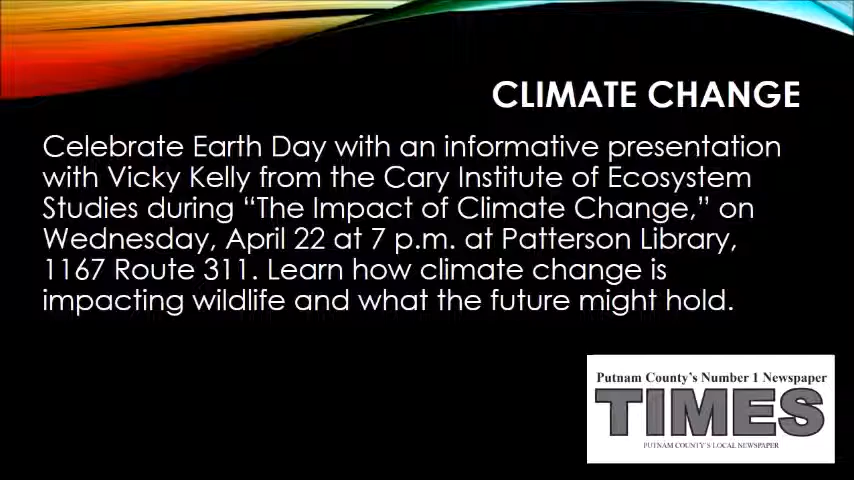 CLIMATE CHANGE
Celebrate Earth Day with an informative presentation
with Vicky Kelly from the Cary Institute of Ecosystem
Studies during “The Impact of Climate Change,” on
Wednesday, April 22 at 7 p.m. at Patterson Library,
1167 Route 311. Learn how climate change is
impacting wildlife and what the future might hold.
Putnam County's Number 1 Newspaper
TIMES
PUTNAM COUNTY'S LOCAL NEWSPAPER